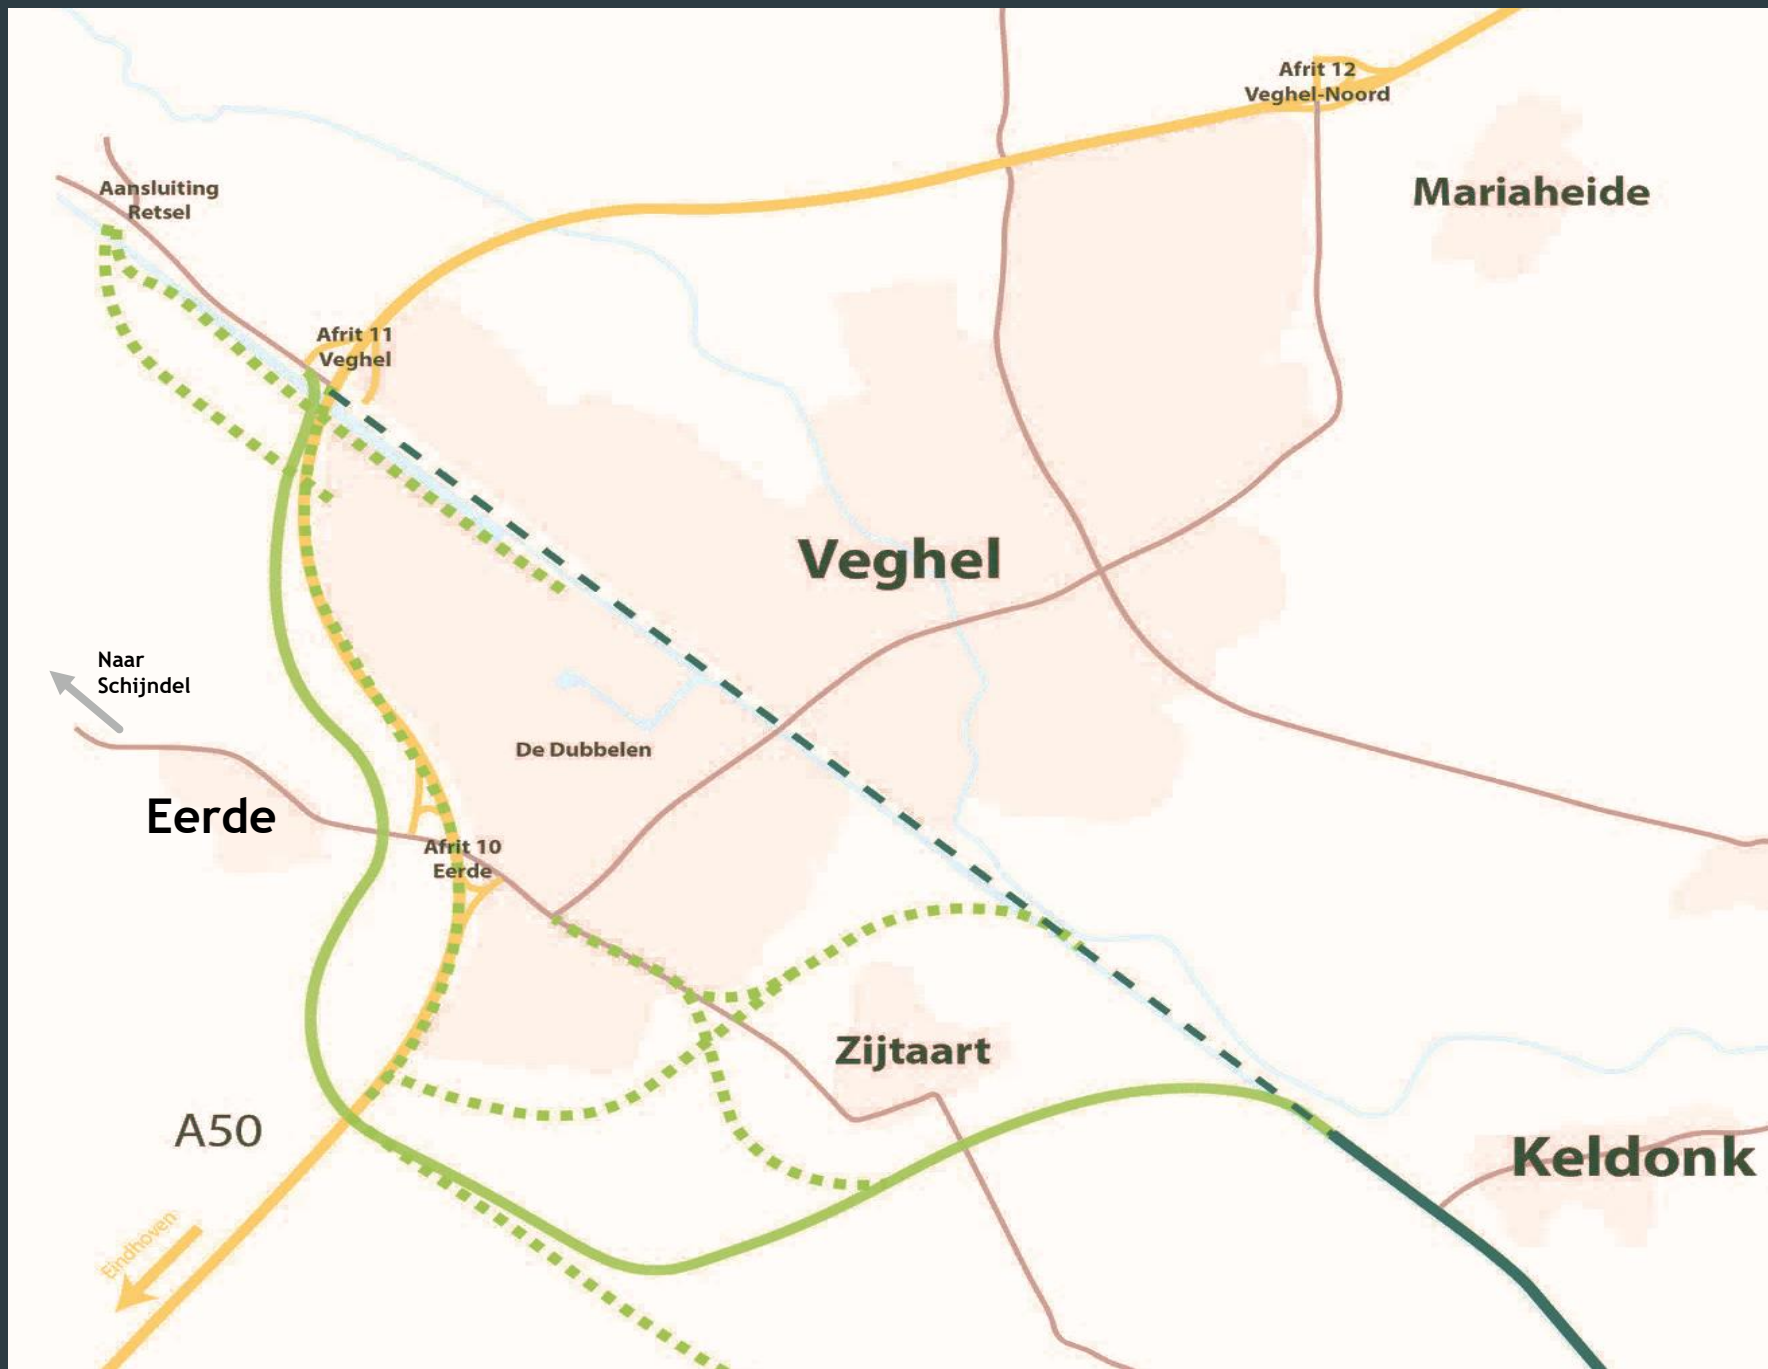 Afrit 12
Veghel-Noord
Mariaheide
Aansluiting
Retsel
Afrit 11
Veghel
Veghel
Naar
Schijndel
De Dubbelen
Eerde
Afrit 10
Eerde
Zijtaart
A50
Keldonk
Eindhoven